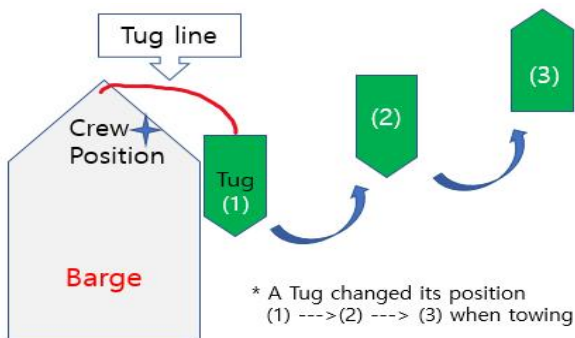 Tug line
Crew
Position
Tug
(1)
(2)
(3)
Barge
* A Tug changed its position
(1) --->(2) ---> (3) when towing